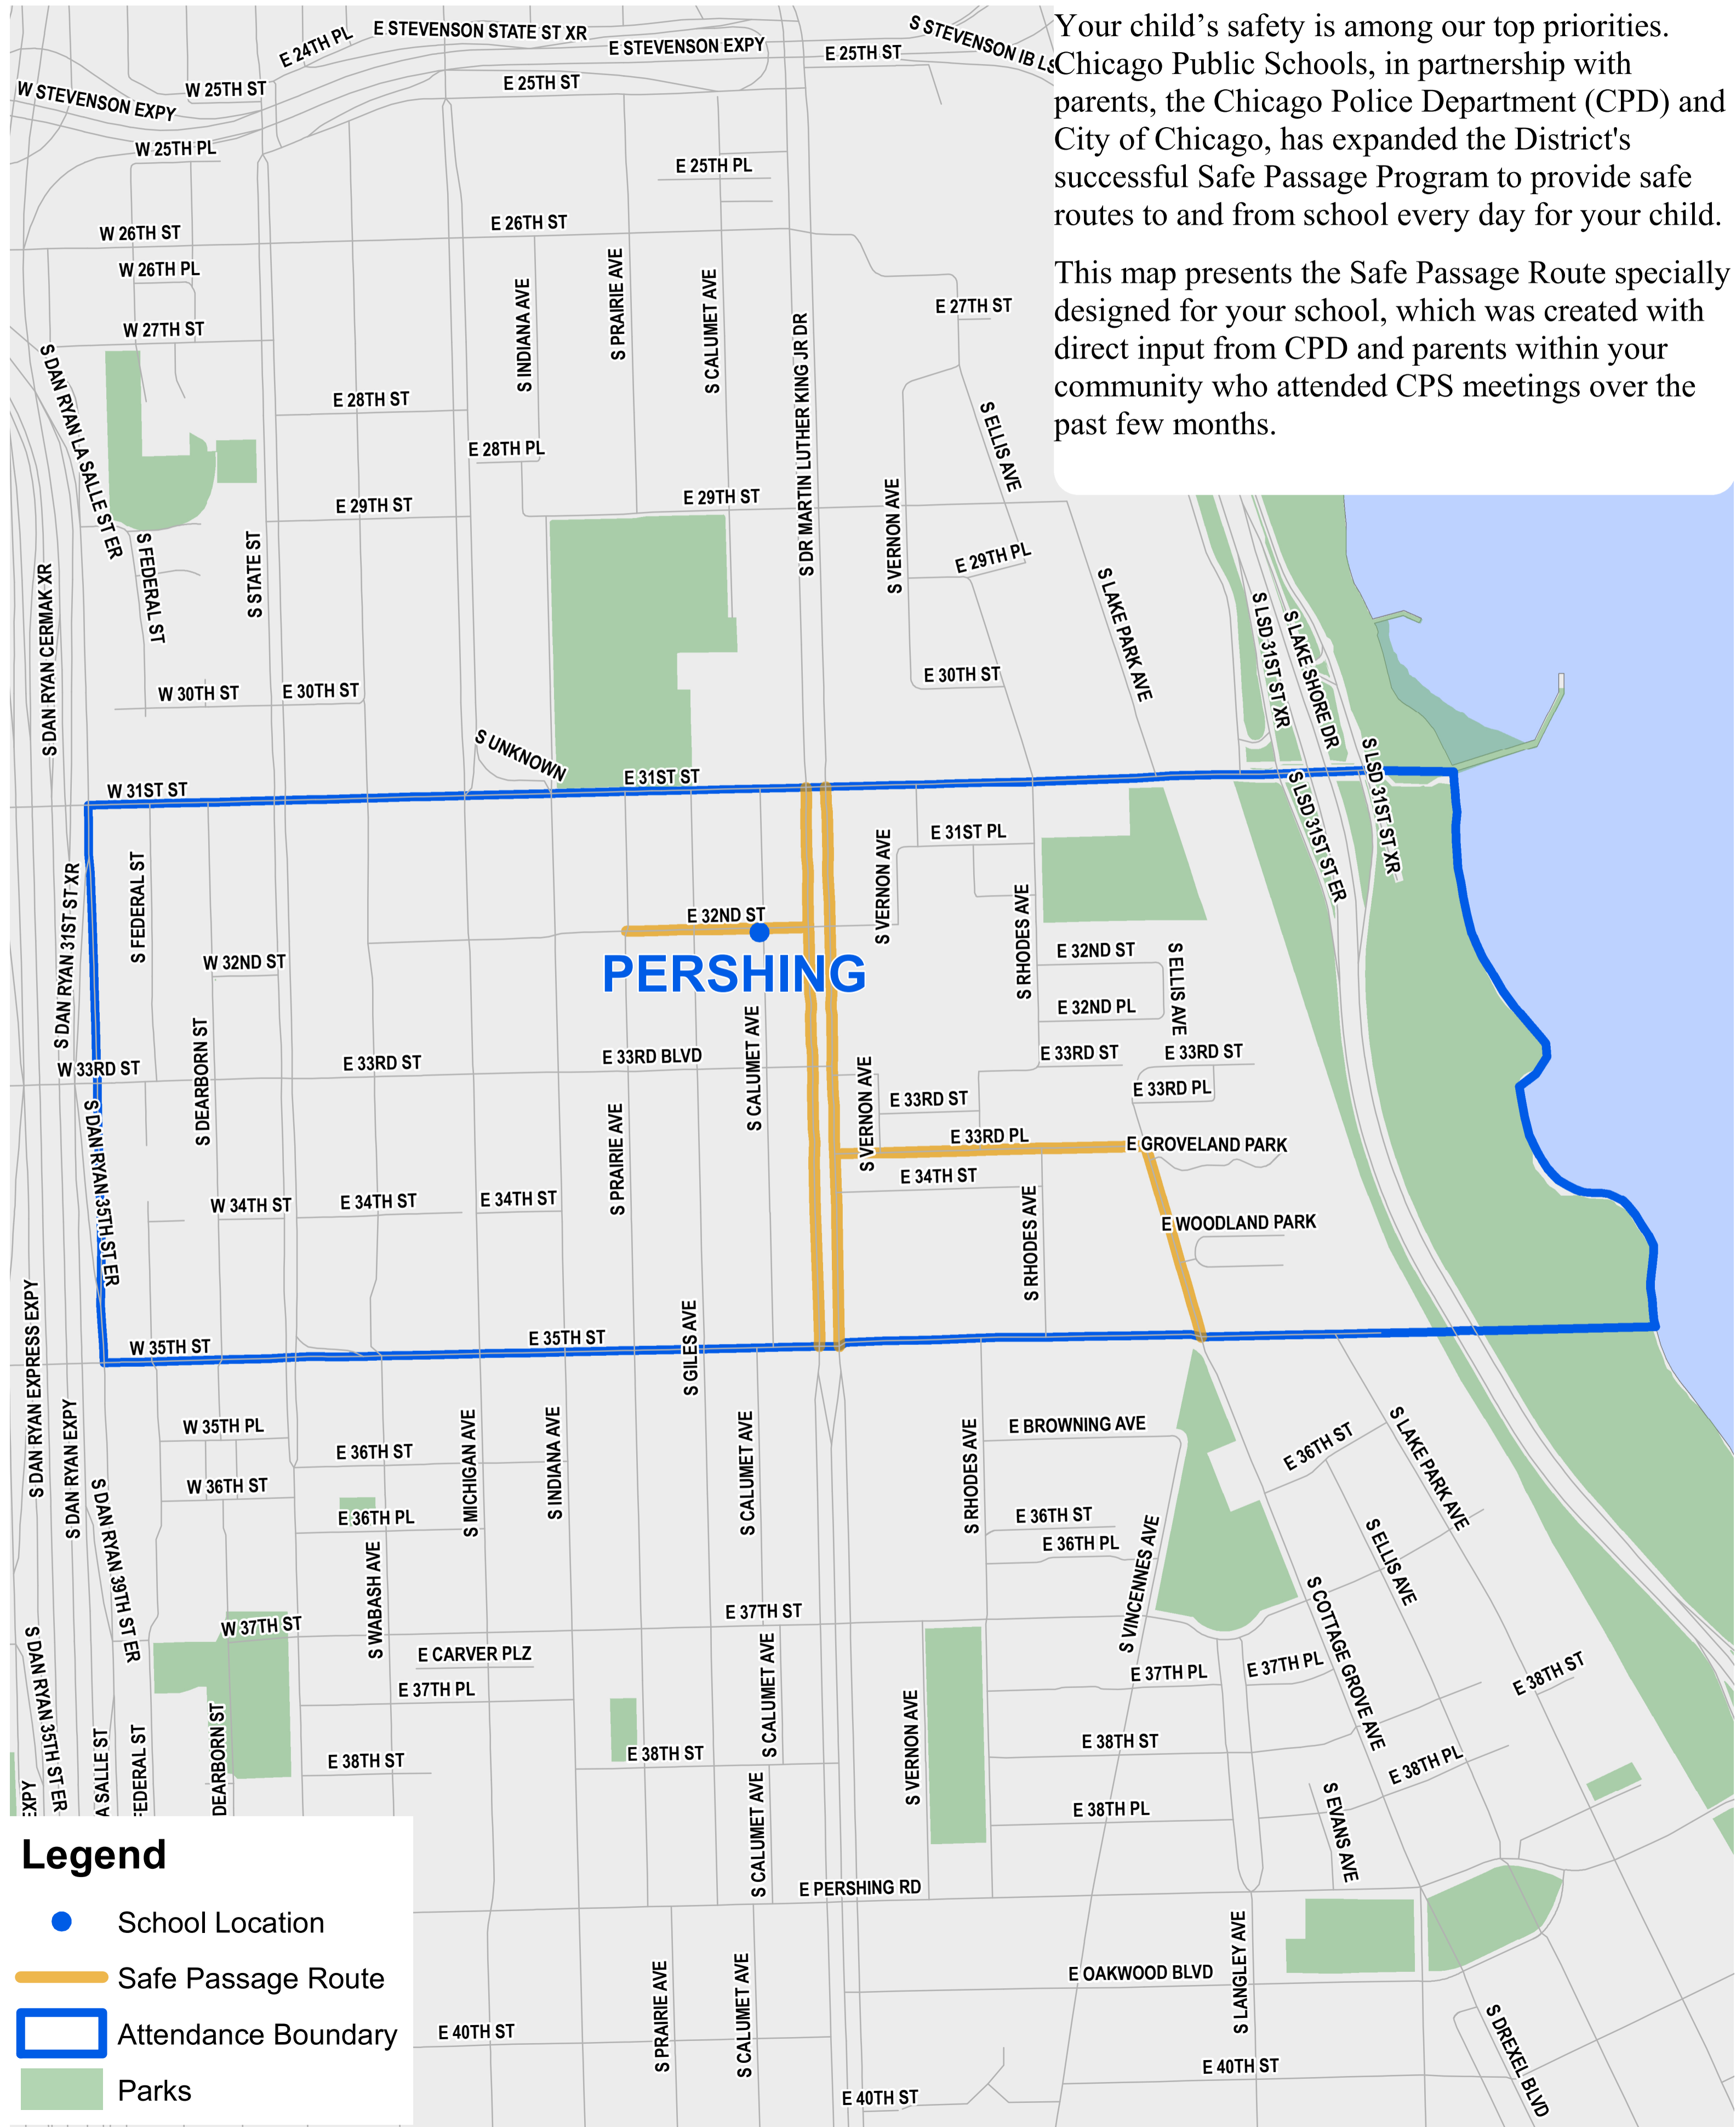 Your child’s safety is among our top priorities.
Chicago Public Schools, in partnership with
parents, the Chicago Police Department (CPD) and
City of Chicago, has expanded the District's
successful Safe Passage Program to provide safe
routes to and from school every day for your child.
This map presents the Safe Passage Route specially
designed for your school, which was created with
direct input from CPD and parents within your
community who attended CPS meetings over the
past few months.
E 24TH PL
E STEVENSON STATE ST XR
E STEVENSON EXPY
E 25TH ST
S STEVENSON IB LS
W STEVENSON EXPY
W 25TH ST
E 25TH ST
W 25TH PL
E 25TH PL
W 26TH ST
E 26TH ST
W 26TH PL
W 27TH ST
E 27TH ST
S INDIANA AVE
S PRAIRIE AVE
S CALUMET AVE
S DR MARTIN LUTHER KING JR DR
S DAN RYAN LA SALLE ST ER
E 28TH ST
E 28TH PL
S ELLIS AVE
E 29TH ST
E 29TH ST
S VERNON AVE
E 29TH PL
S FEDERAL ST
S STATE ST
S DAN RYAN CERMAK XR
S LAKE PARK AVE
S LSD 31ST ST XR
S LAKE SHORE DR
W 30TH ST
E 30TH ST
E 30TH ST
S UNKNOWN
W 31ST ST
E 31ST ST
S LSD 31ST ST ER
S LSD 31ST ST XR
S DAN RYAN 31ST ST XR
S FEDERAL ST
S VERNON AVE
E 31ST PL
S RHODES AVE
E 32ND ST
PERSHING
W 32ND ST
E 32ND ST
S ELLIS AVE
E 32ND PL
S DEARBORN ST
S CALUMET AVE
W 33RD ST
E 33RD ST
E 33RD BLVD
E 33RD ST
E 33RD ST
S VERNON AVE
E 33RD ST
E 33RD PL
S DAN RYAN 35TH ST ER
S PRAIRIE AVE
E 33RD PL
E GROVELAND PARK
E 34TH ST
W 34TH ST
E 34TH ST
E 34TH ST
S RHODES AVE
E WOODLAND PARK
W 35TH ST
E 35TH ST
S GILES AVE
S DAN RYAN EXPRESS EXPY
S DAN RYAN EXPY
W 35TH PL
E 36TH ST
W 36TH ST
E 36TH PL
S MICHIGAN AVE
S INDIANA AVE
S CALUMET AVE
S RHODES AVE
E BROWNING AVE
E 36TH ST
S LAKE PARK AVE
E 36TH ST
E 36TH PL
S VINCENNES AVE
S ELLIS AVE
S DAN RYAN 39TH ST ER
S WABASH AVE
W 37TH ST
E 37TH ST
S COTTAGE GROVE AVE
E CARVER PLZ
E 37TH PL
E 37TH PL
E 37TH PL
E 38TH ST
S CALUMET AVE
S VERNON AVE
S DAN RYAN 35TH ST ER
EXPY
A SALLE ST
FEDERAL ST
DEARBORN ST
E 38TH ST
E 38TH ST
E 38TH ST
E 38TH PL
S CALUMET AVE
E 38TH PL
S EVANS AVE
E PERSHING RD
S LANGLEY AVE
S PRAIRIE AVE
S CALUMET AVE
E OAKWOOD BLVD
S DREXEL BLVD
E 40TH ST
E 40TH ST
E 40TH ST
Legend
School Location
Safe Passage Route
Attendance Boundary
Parks